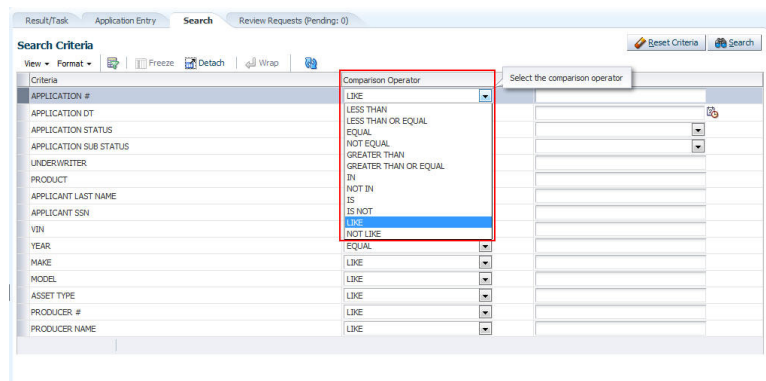 Result/Task Application Entry Search Review Requests (Pending: 0)
Search Criteria Reset Criteria Search
View Format Freeze Detach Wrap
Criteria Comparison Operator Select the comparison operator
APPLICATION # LIKE
APPLICATION DT LESS THAN
LESS THAN OR EQUAL
APPLICATION STATUS EQUAL
NOT EQUAL
APPLICATION SUB STATUS GREATER THAN
UNDERWRITER GREATER THAN OR EQUAL
PRODUCT IN
NOT IN
APPLICANT LAST NAME IS
APPLICANT SSN IS NOT
LIKE
VIN NOT LIKE
YEAR EQUAL
MAKE LIKE
MODEL LIKE
ASSET TYPE LIKE
PRODUCER # LIKE
PRODUCER NAME LIKE